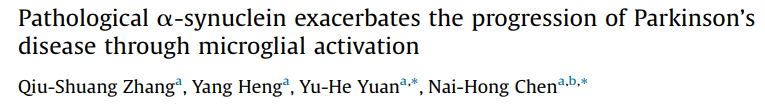 Pathological α-synuclein exacerbates the progression of Parkinson's
disease through microglial activation
Qiu-Shuang Zhangᵃ, Yang Hengᵃ, Yu-He Yuanᵃ,*, Nai-Hong Chenᵃ,ᵇ,*